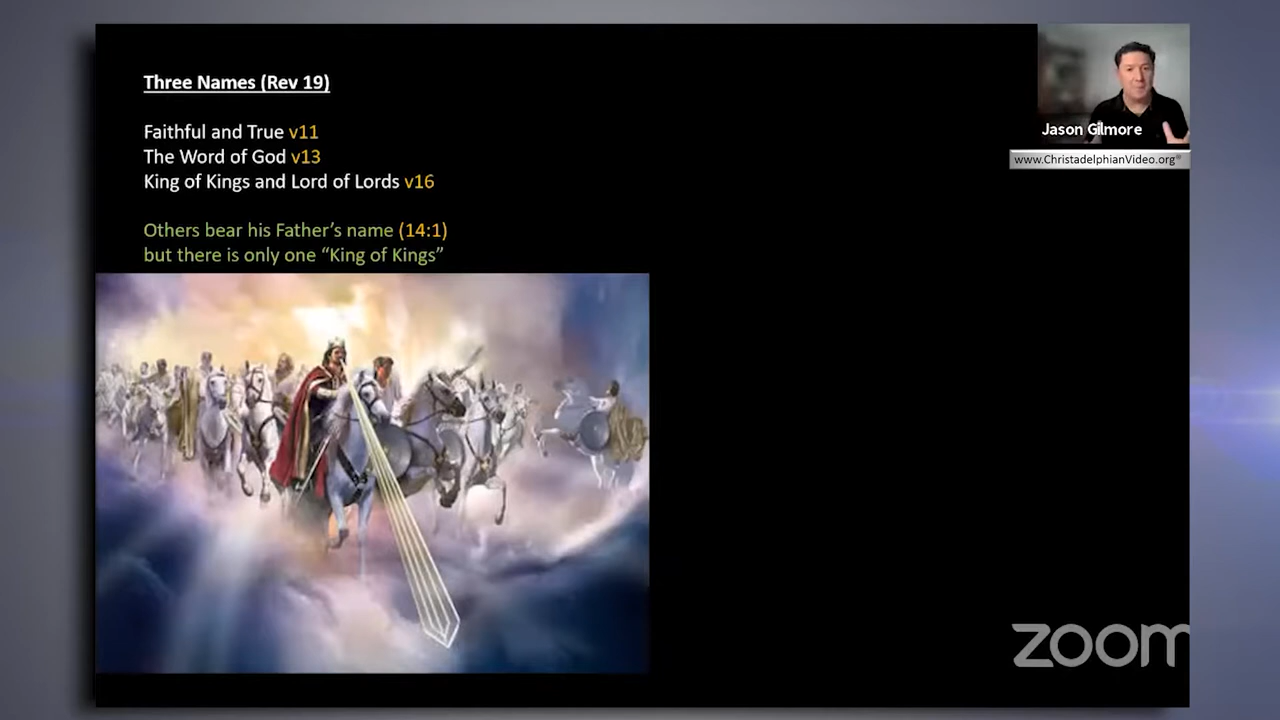 Three Names (Rev 19)
Faithful and True v11
The Word of God v13
King of Kings and Lord of Lords v16
Others bear his Father’s name (14:1)
but there is only one “King of Kings”
Jason Gilmore
www.ChristadelphianVideo.org®
zoom